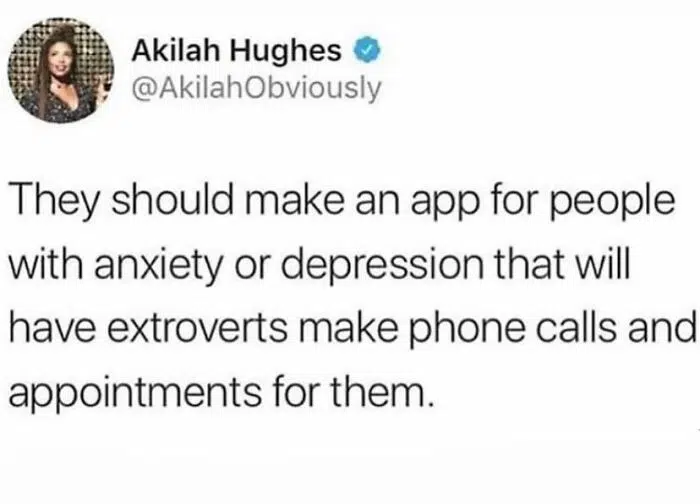 Akilah Hughes
@AkilahObviously
They should make an app for people
with anxiety or depression that will
have extroverts make phone calls and
appointments for them.